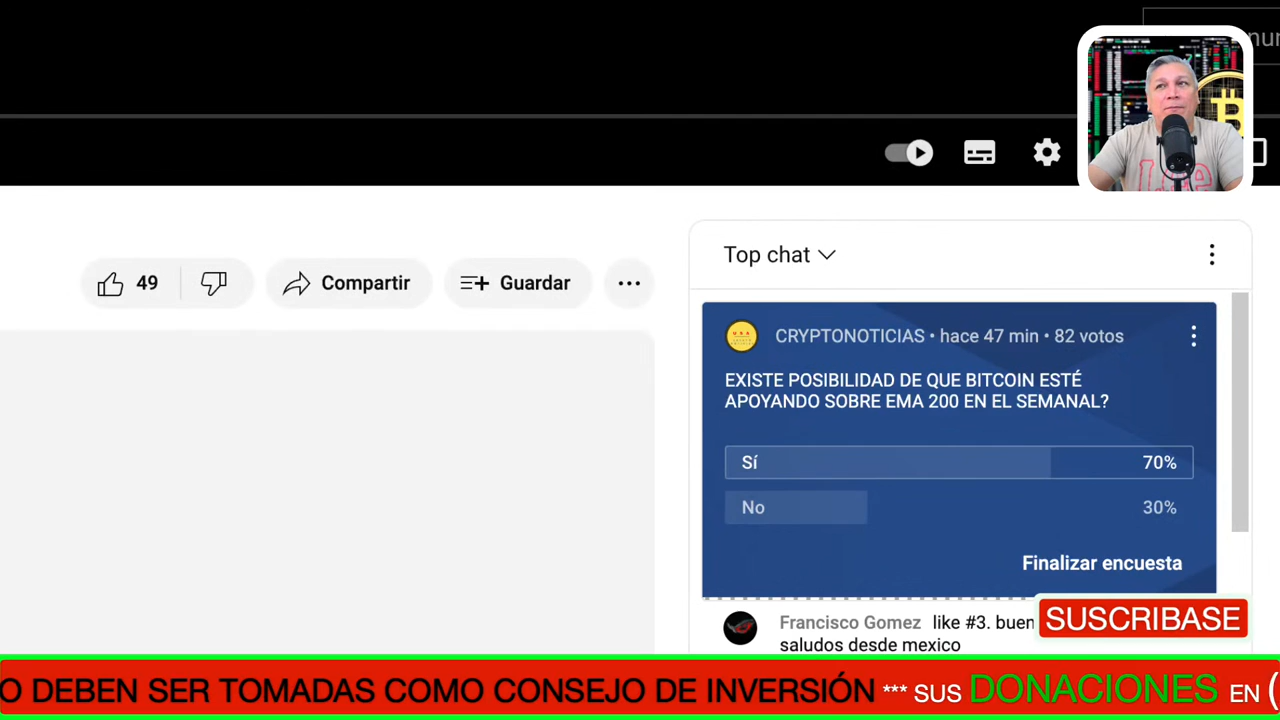 49
Compartir
Guardar
Top chat
CRYPTONOTICIAS • hace 47 min • 82 votos
EXISTE POSIBILIDAD DE QUE BITCOIN ESTÉ
APOYANDO SOBRE EMA 200 EN EL SEMANAL?
Sí 70%
No 30%
Finalizar encuesta
Francisco Gomez like #3. buen
saludos desde mexico
SUSCRIBASE
O DEBEN SER TOMADAS COMO CONSEJO DE INVERSIÓN *** SUS DONACIONES EN (